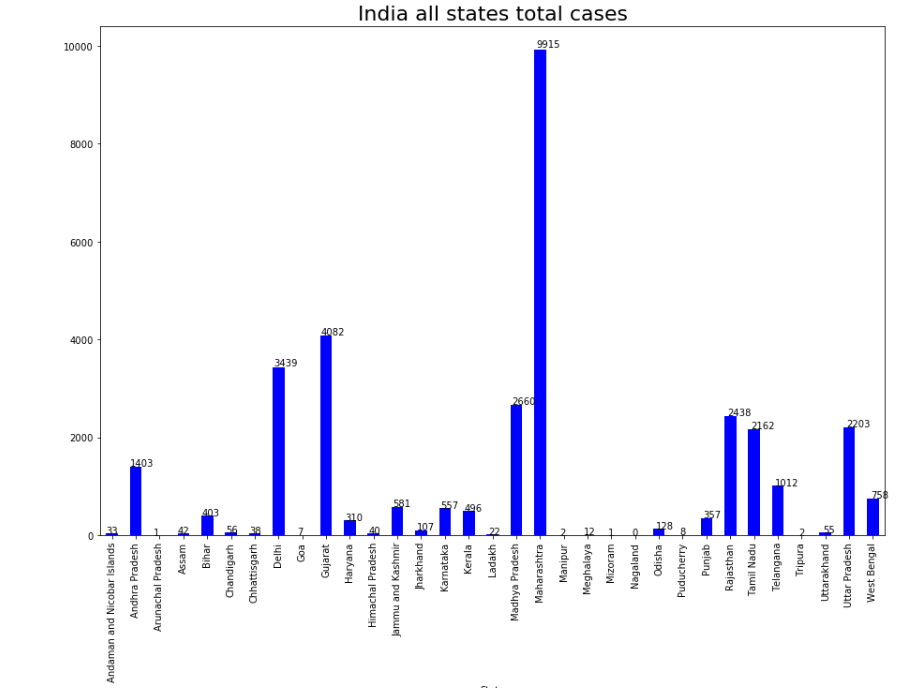 India all states total cases
10000
8000
6000
4000
2000
0
33
1403
1
42
403
56
38
3439
7
4082
310
40
581
107
557
496
22
2660
9915
2
12
1
0
128
8
357
2438
2162
1012
2
55
2203
758
Andaman and Nicobar Islands
Andhra Pradesh
Arunachal Pradesh
Assam
Bihar
Chandigarh
Chhattisgarh
Delhi
Goa
Gujarat
Haryana
Himachal Pradesh
Jammu and Kashmir
Jharkhand
Karnataka
Kerala
Ladakh
Madhya Pradesh
Maharashtra
Manipur
Meghalaya
Mizoram
Nagaland
Odisha
Puducherry
Punjab
Rajasthan
Tamil Nadu
Telangana
Tripura
Uttarakhand
Uttar Pradesh
West Bengal